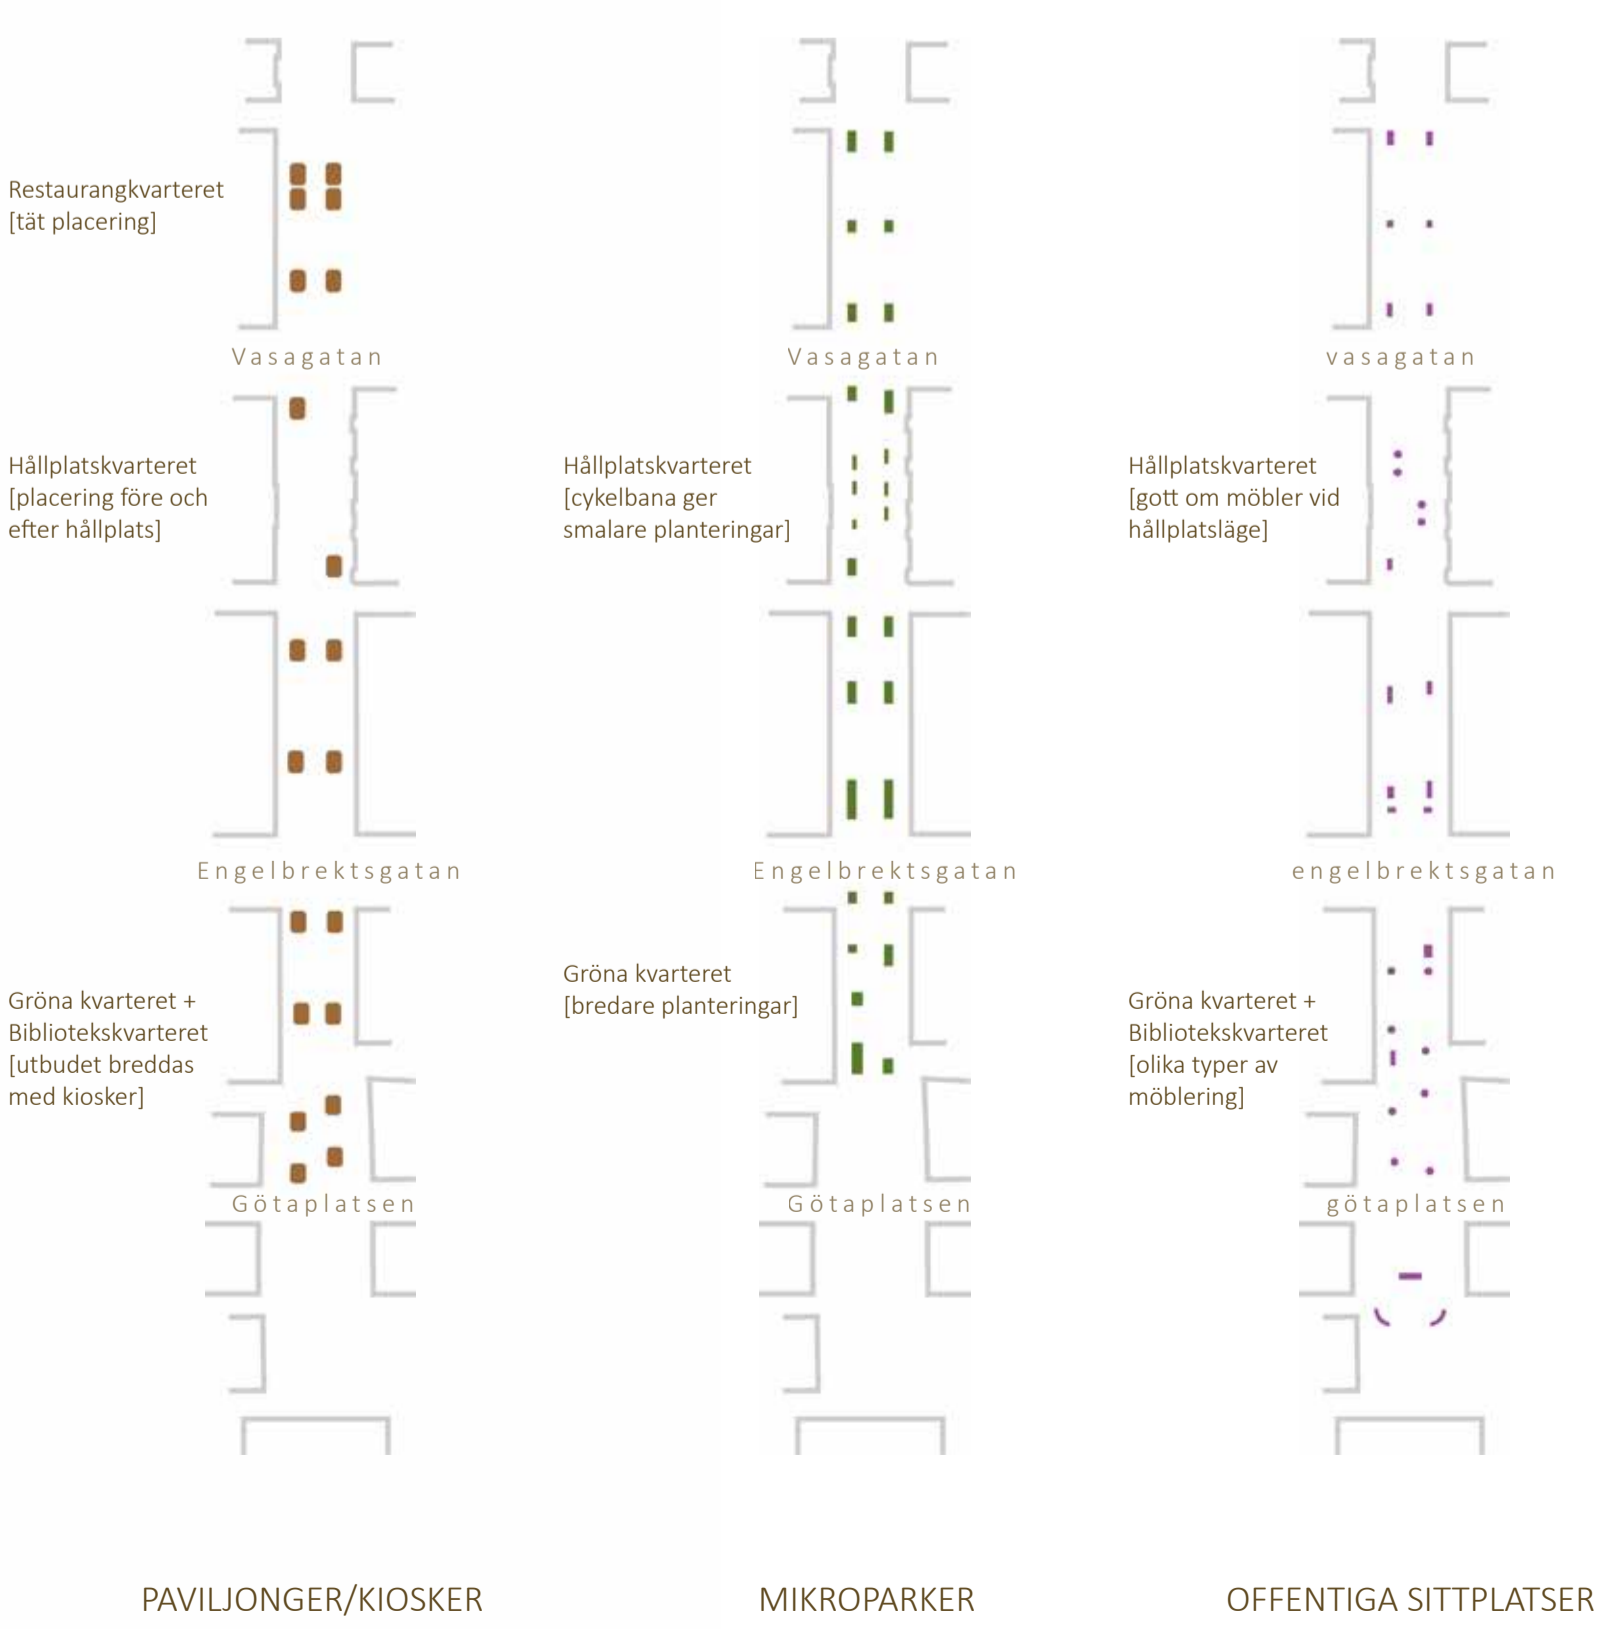 Restaurangkvarteret
[tät placering]
Vasagatan
Hållplatskvarteret
[placering före och
efter hållplats]
Engelbrektsgatan
Gröna kvarteret +
Bibliotekskvarteret
[utbudet breddas
med kiosker]
Götaplatsen
PAVILJONGER/KIOSKER
Vasagatan
Hållplatskvarteret
[cykelbana ger
smalare planteringar]
Engelbrektsgatan
Gröna kvarteret
[bredare planteringar]
Götaplatsen
MIKROPARKER
vasagatan
Hållplatskvarteret
[gott om möbler vid
hållplatsläge]
engelbrektsgatan
Gröna kvarteret +
Bibliotekskvarteret
[olika typer av
möblering]
götaplatsen
OFFENTIGA SITTPLATSER